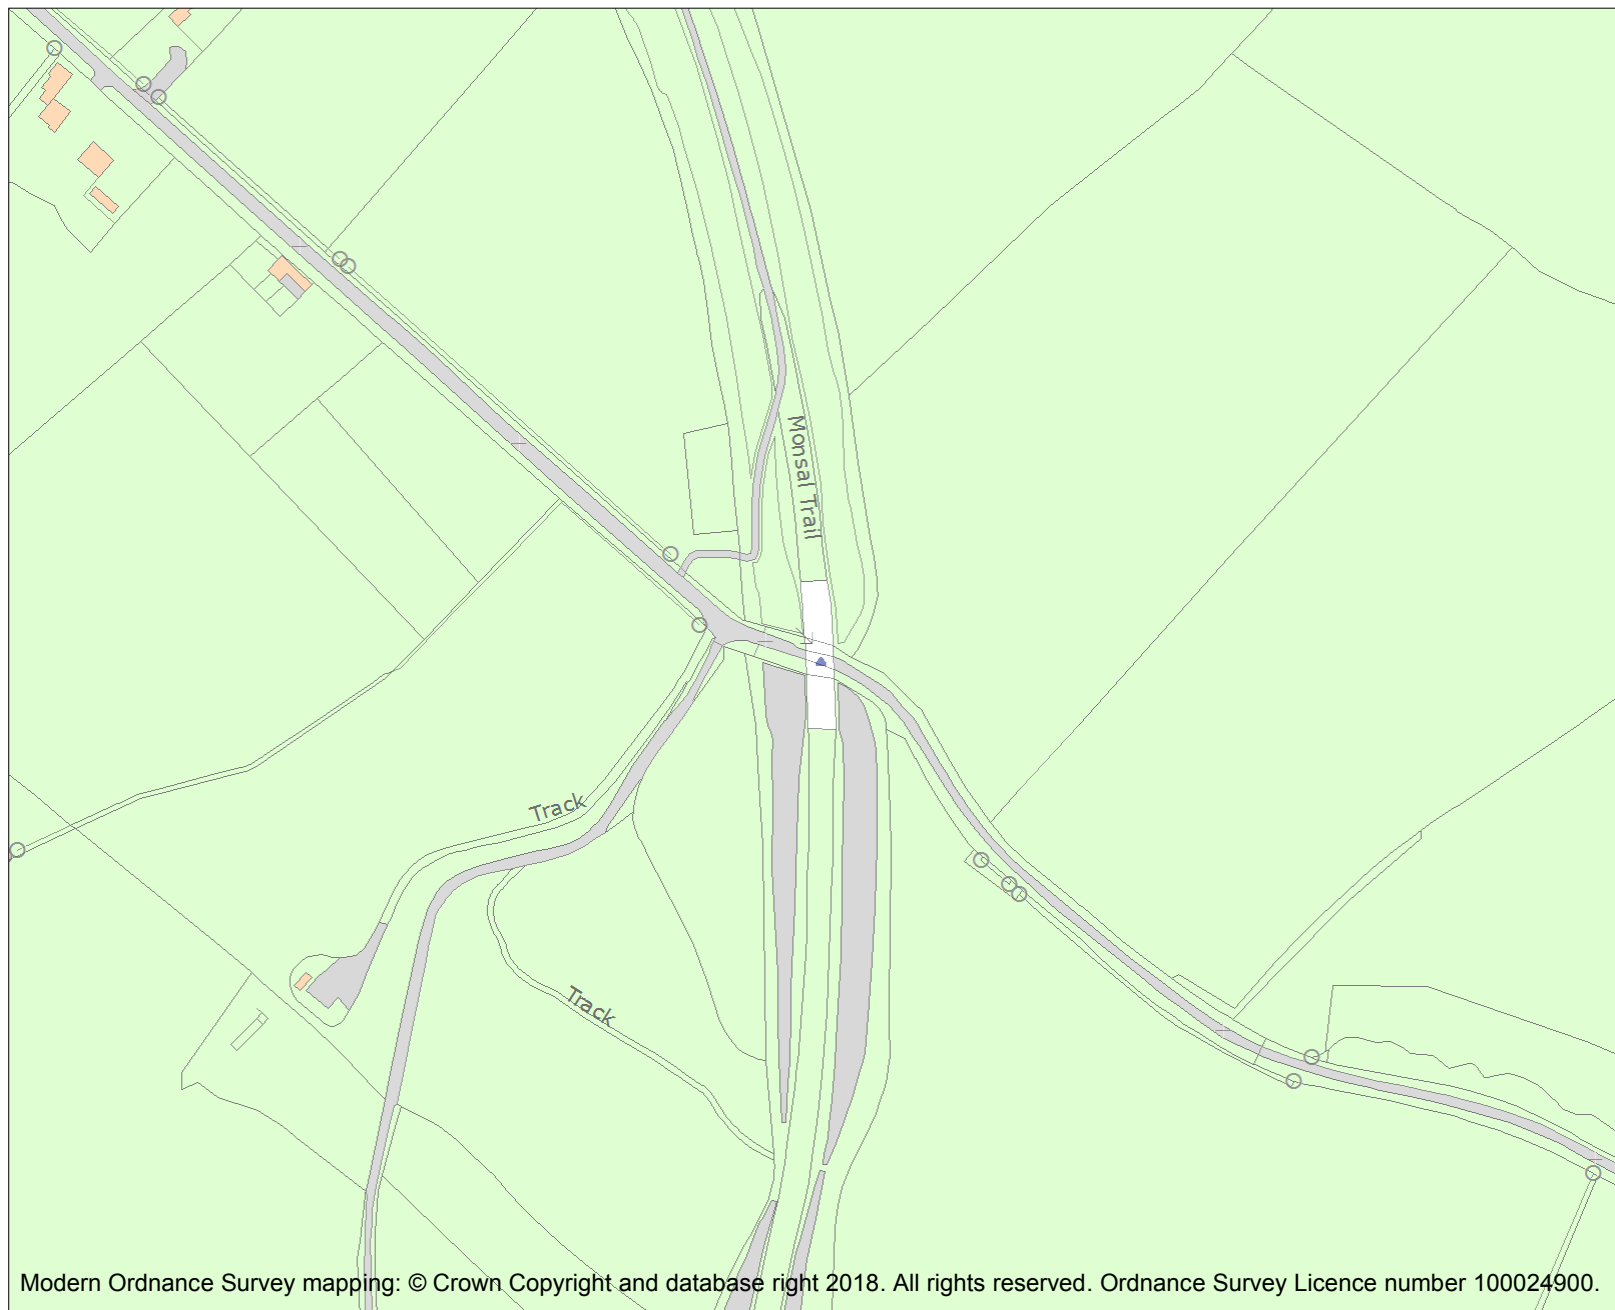 Monsal Trail
Track
Track
Modern Ordnance Survey mapping: © Crown Copyright and database right 2018. All rights reserved. Ordnance Survey Licence number 100024900.